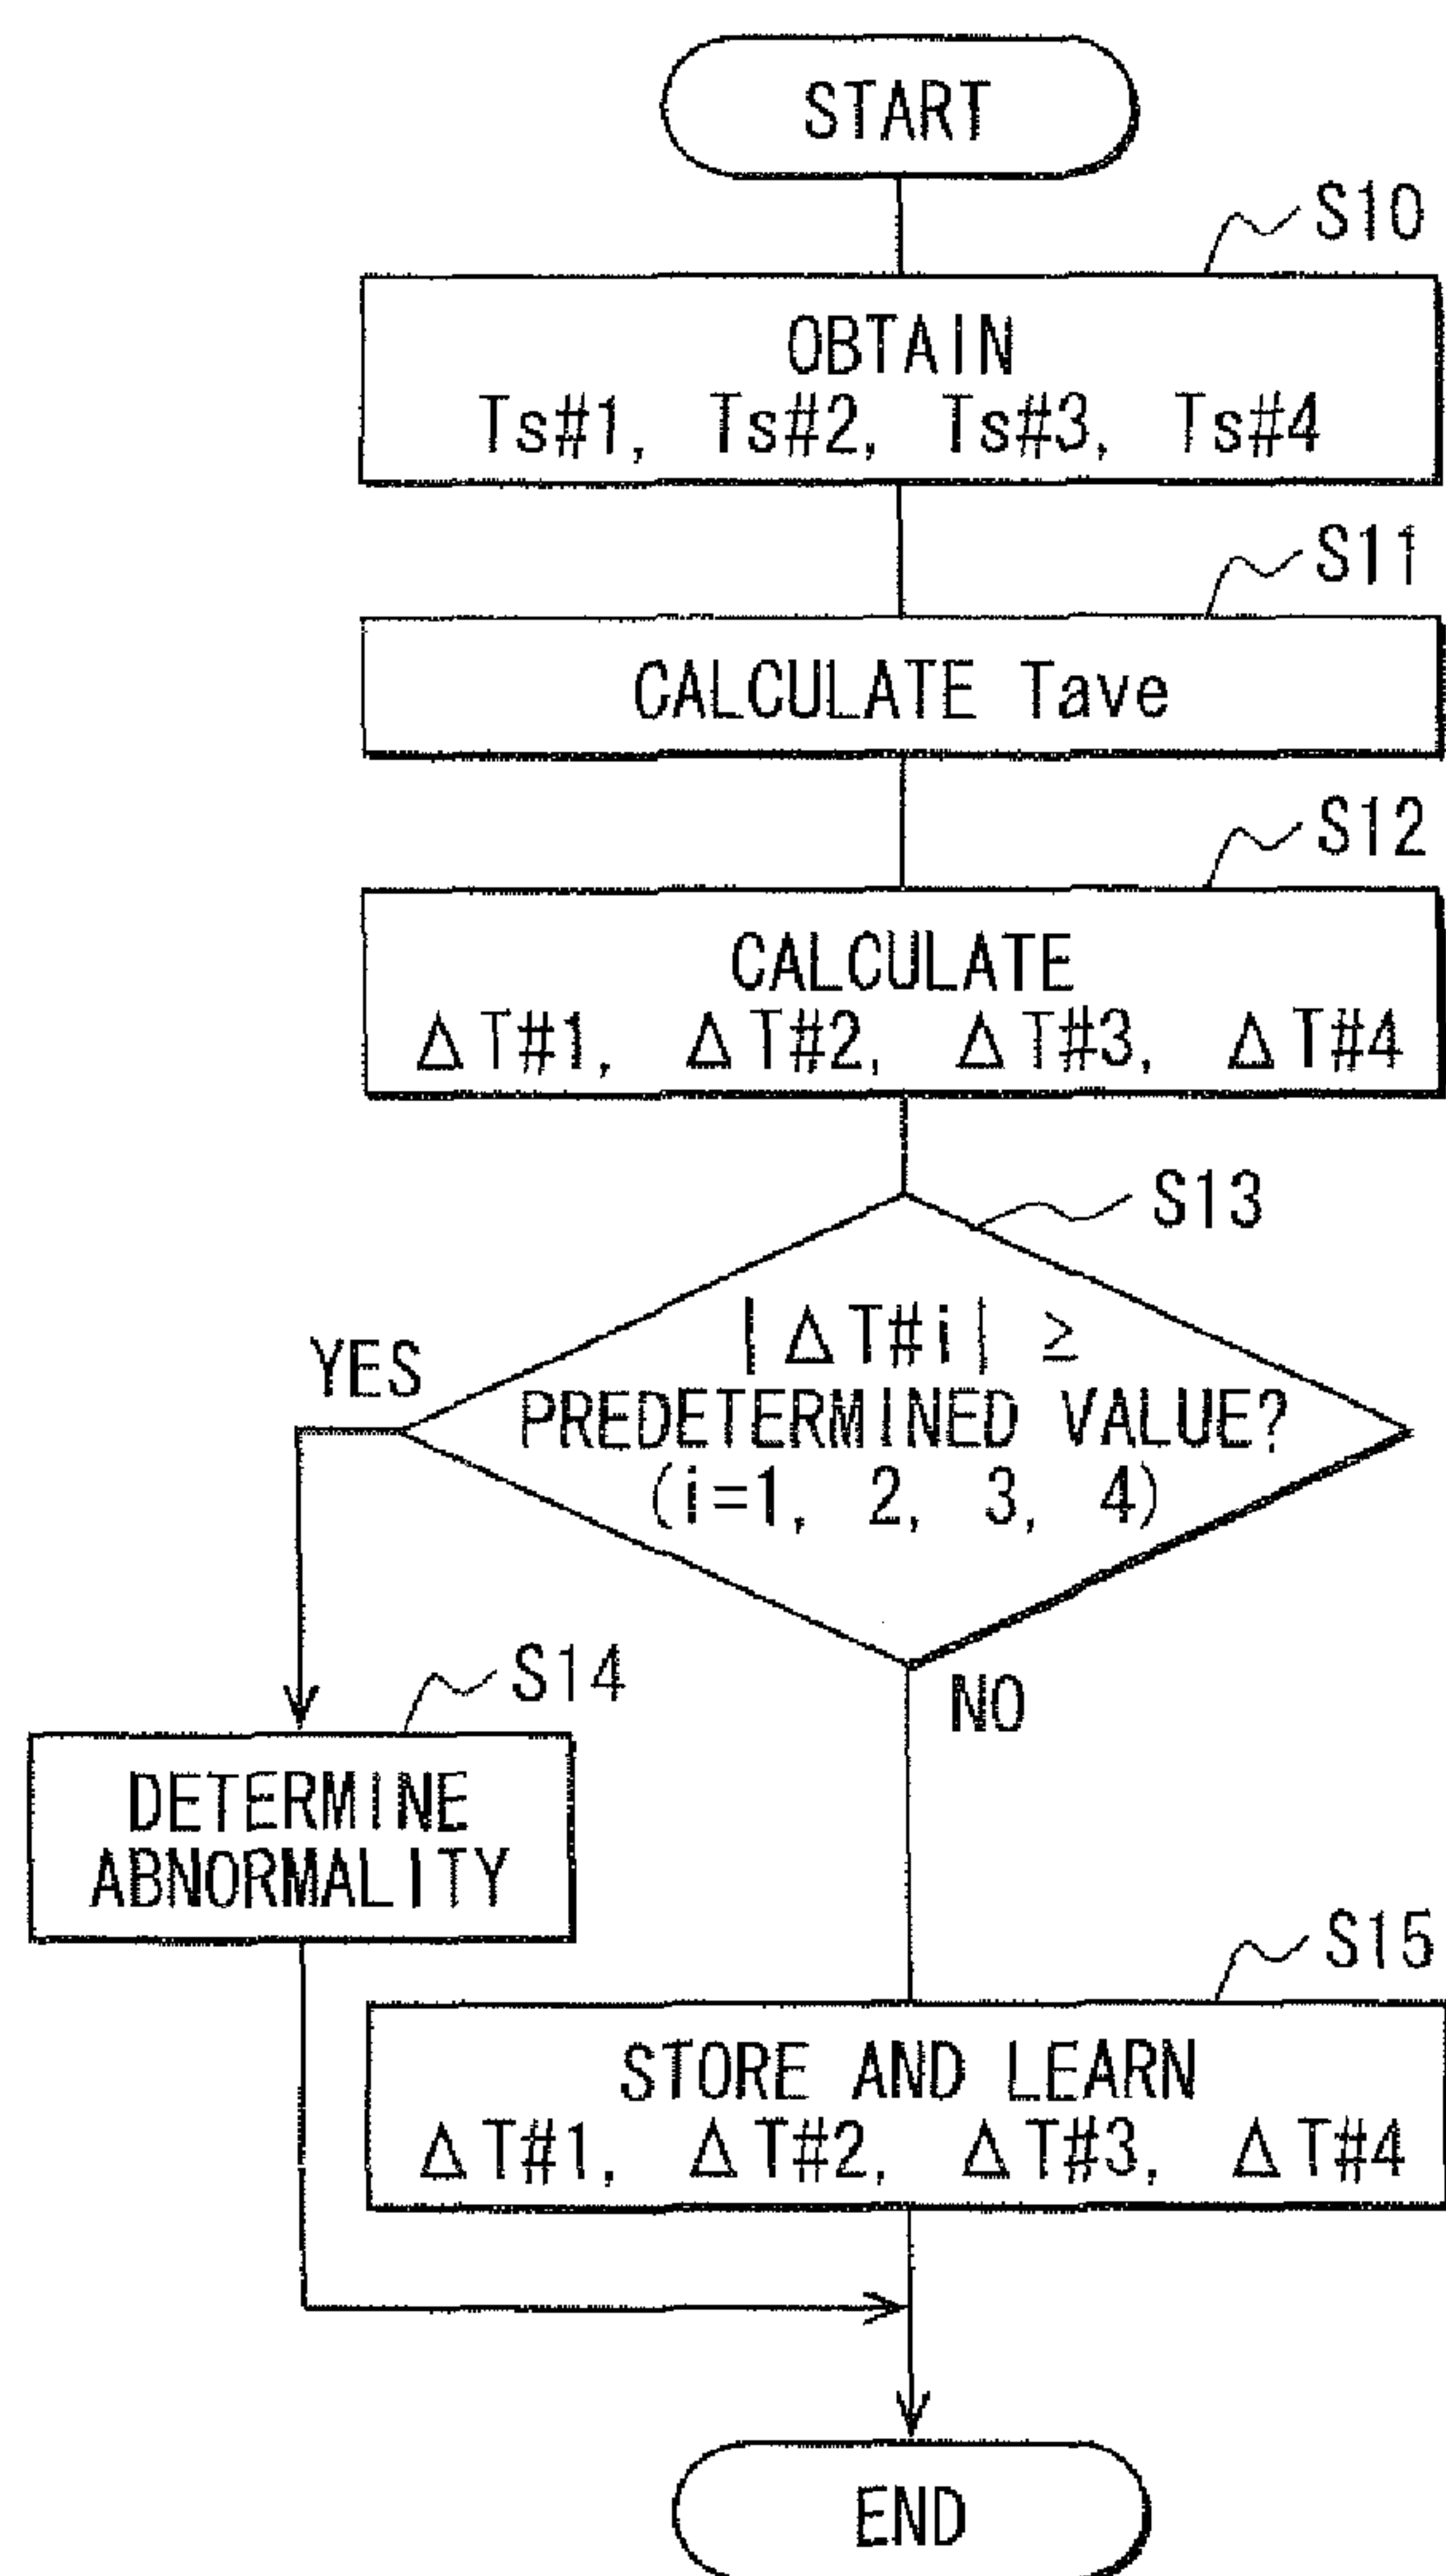 START
S10
OBTAIN
Ts#1, Ts#2, Ts#3, Ts#4
S11
CALCULATE Tave
S12
CALCULATE
ΔT#1, ΔT#2, ΔT#3, ΔT#4
S13
|ΔT#i| ≥
PREDETERMINED VALUE?
(i=1, 2, 3, 4)
YES
NO
S14
DETERMINE
ABNORMALITY
S15
STORE AND LEARN
ΔT#1, ΔT#2, ΔT#3, ΔT#4
END